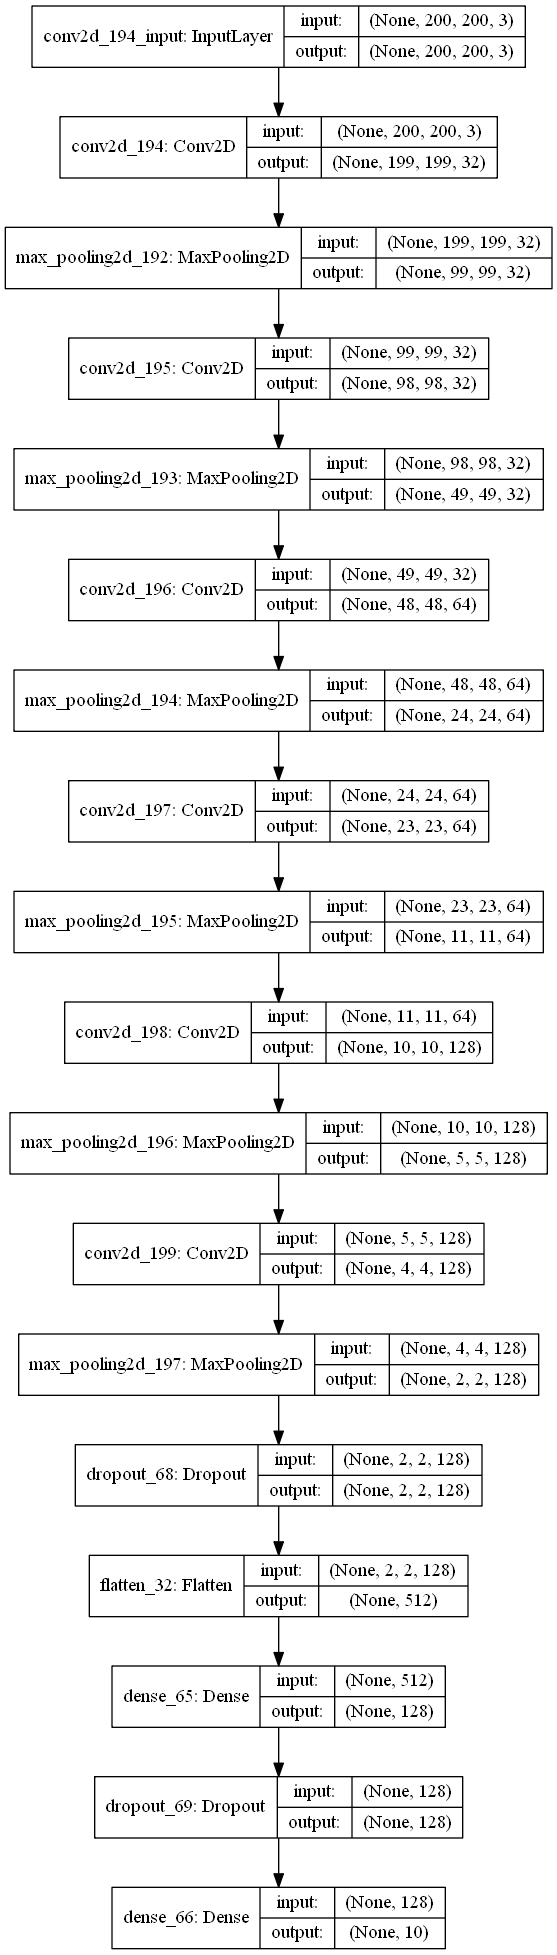 conv2d_194_input: InputLayer
input: (None, 200, 200, 3)
output: (None, 200, 200, 3)
conv2d_194: Conv2D
input: (None, 200, 200, 3)
output: (None, 199, 199, 32)
max_pooling2d_192: MaxPooling2D
input: (None, 199, 199, 32)
output: (None, 99, 99, 32)
conv2d_195: Conv2D
input: (None, 99, 99, 32)
output: (None, 98, 98, 32)
max_pooling2d_193: MaxPooling2D
input: (None, 98, 98, 32)
output: (None, 49, 49, 32)
conv2d_196: Conv2D
input: (None, 49, 49, 32)
output: (None, 48, 48, 64)
max_pooling2d_194: MaxPooling2D
input: (None, 48, 48, 64)
output: (None, 24, 24, 64)
conv2d_197: Conv2D
input: (None, 24, 24, 64)
output: (None, 23, 23, 64)
max_pooling2d_195: MaxPooling2D
input: (None, 23, 23, 64)
output: (None, 11, 11, 64)
conv2d_198: Conv2D
input: (None, 11, 11, 64)
output: (None, 10, 10, 128)
max_pooling2d_196: MaxPooling2D
input: (None, 10, 10, 128)
output: (None, 5, 5, 128)
conv2d_199: Conv2D
input: (None, 5, 5, 128)
output: (None, 4, 4, 128)
max_pooling2d_197: MaxPooling2D
input: (None, 4, 4, 128)
output: (None, 2, 2, 128)
dropout_68: Dropout
input: (None, 2, 2, 128)
output: (None, 2, 2, 128)
flatten_32: Flatten
input: (None, 2, 2, 128)
output: (None, 512)
dense_65: Dense
input: (None, 512)
output: (None, 128)
dropout_69: Dropout
input: (None, 128)
output: (None, 128)
dense_66: Dense
input: (None, 128)
output: (None, 10)